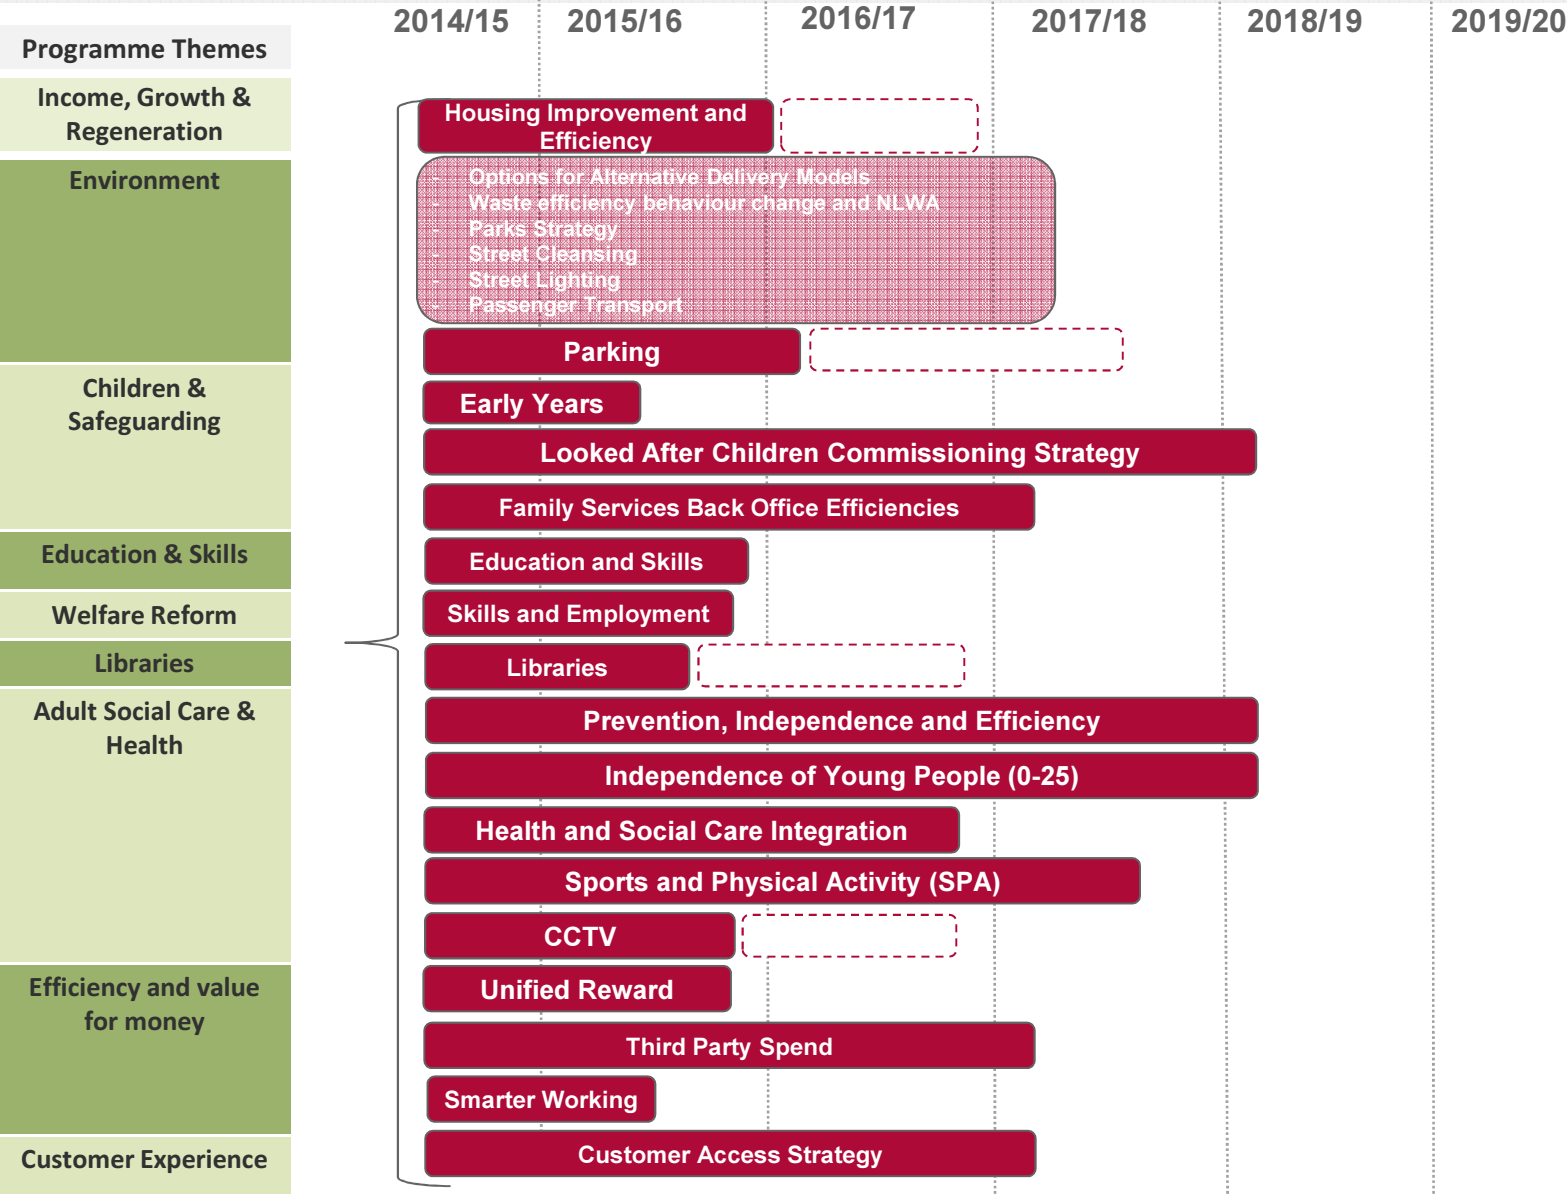 2014/15 2015/16 2016/17 2017/18 2018/19 2019/20
Programme Themes
Income, Growth &
Regeneration
Housing Improvement and
Efficiency
Environment
- Options for Alternative Delivery Models
- Waste efficiency behaviour change and NLWA
- Parks Strategy
- Street Cleansing
- Street Lighting
- Passenger Transport
Parking
Children &
Safeguarding
Early Years
Looked After Children Commissioning Strategy
Family Services Back Office Efficiencies
Education & Skills
Education and Skills
Welfare Reform
Skills and Employment
Libraries
Libraries
Adult Social Care &
Health
Prevention, Independence and Efficiency
Independence of Young People (0-25)
Health and Social Care Integration
Sports and Physical Activity (SPA)
CCTV
Efficiency and value
for money
Unified Reward
Third Party Spend
Smarter Working
Customer Experience
Customer Access Strategy